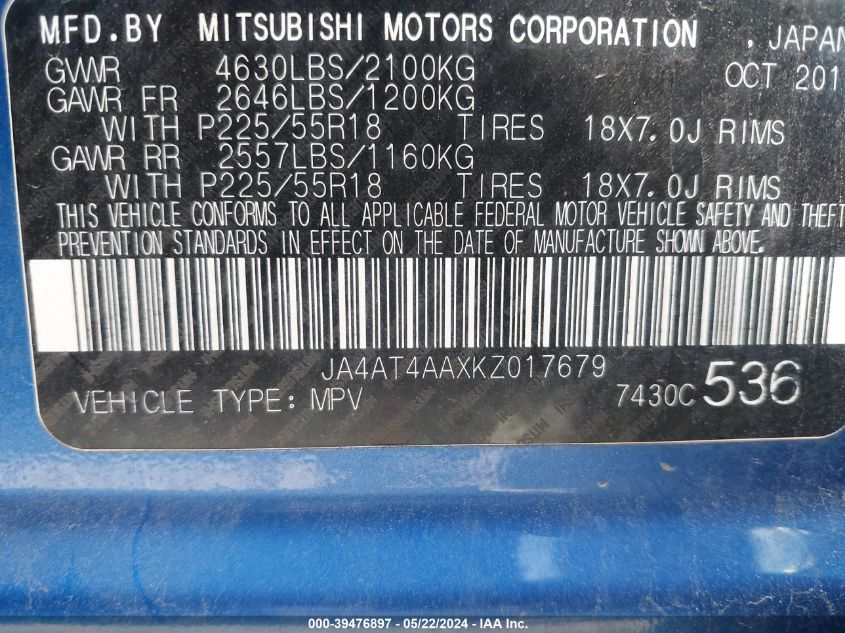 MFD.BY MITSUBISHI MOTORS CORPORATION , JAPAN
GVWR 4630LBS/2100KG OCT 201
GAWR FR 2646LBS/1200KG
WITH P225/55R18 TIRES 18X7.0J RIMS
GAWR RR 2557LBS/1160KG
WITH P225/55R18 TIRES 18X7.0J RIMS
THIS VEHICLE CONFORMS TO ALL APPLICABLE FEDERAL MOTOR VEHICLE SAFETY AND THEFT
PREVENTION STANDARDS IN EFFECT ON THE DATE OF MANUFACTURE SHOWN ABOVE.
JA4AT4AAXKZ017679
VEHICLE TYPE: MPV 7430C 536
000-39476897 - 05/22/2024 - IAA Inc.